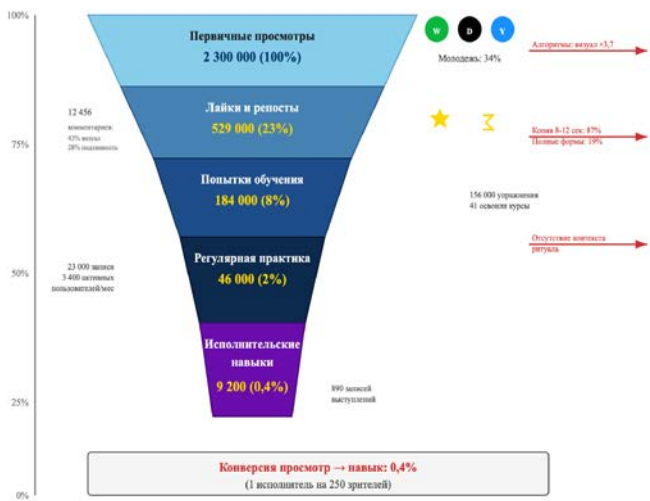 100%
Первичные просмотры
2 300 000 (100%)
W D Y
Молодежь: 34%
Алгоритмы: визуал +3,7
Лайки и репосты
529 000 (23%)
12 456
комментариев:
43% визуал
28% подлинность
Σ
Копия 8-12 сек: 87%
Полные формы: 19%
75%
Попытки обучения
184 000 (8%)
156 000 упражнения
41 освоили курсы
Регулярная практика
46 000 (2%)
Отсутствие контекста
ритуала
23 000 записи
3 400 активных
пользователей/мес
50%
Исполнительские
навыки
9 200 (0,4%)
890 записей
выступлений
25%
Конверсия просмотр → навык: 0,4%
(1 исполнитель на 250 зрителей)
0%